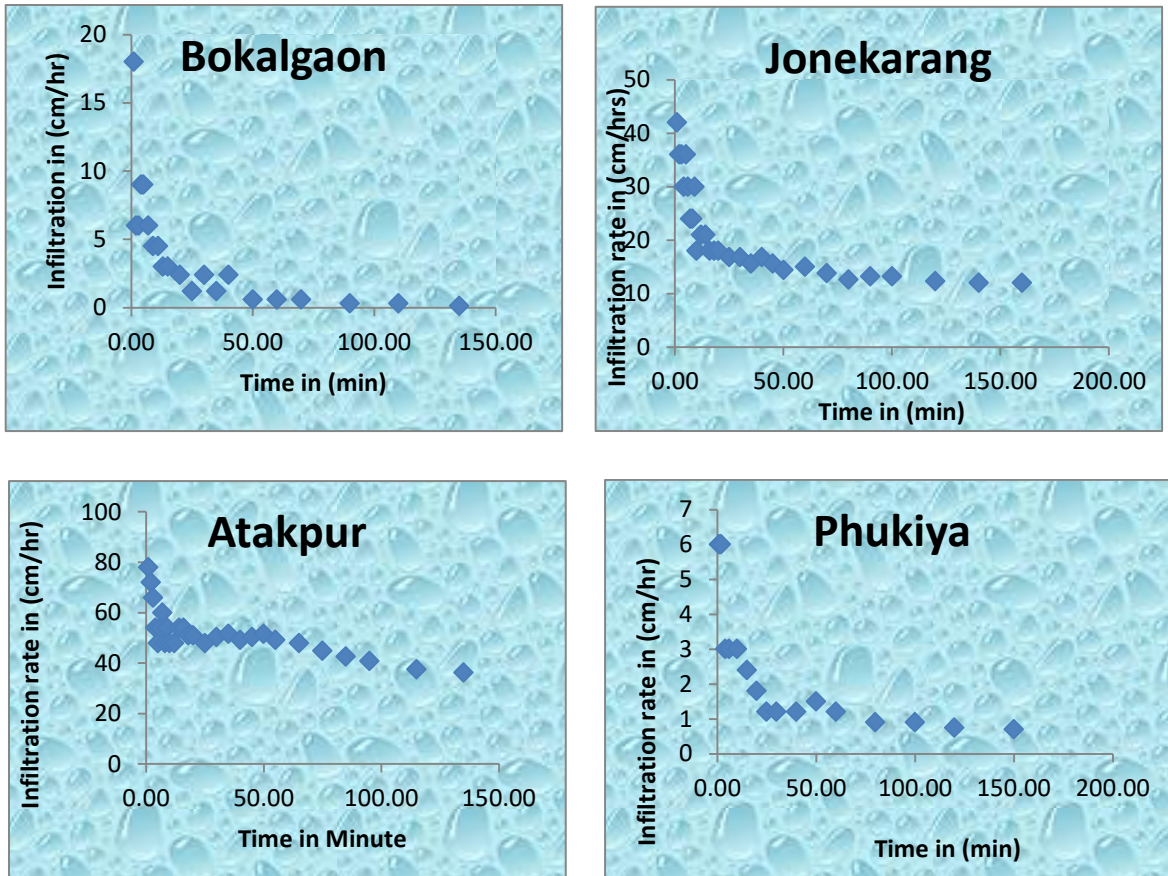 Bokalgaon
Infiltration in (cm/hr)
20
15
10
5
0
0.00 50.00 100.00 150.00
Time in (min)
Jonekarang
Infiltration rate in (cm/hrs)
50
40
30
20
10
0
0.00 50.00 100.00 150.00 200.00
Time in (min)
Atakpur
Infiltration rate in (cm/hr)
100
80
60
40
20
0
0.00 50.00 100.00 150.00
Time in Minute
Phukiya
Infiltration rate in (cm/hr)
7
6
5
4
3
2
1
0
0.00 50.00 100.00 150.00 200.00
Time in (min)